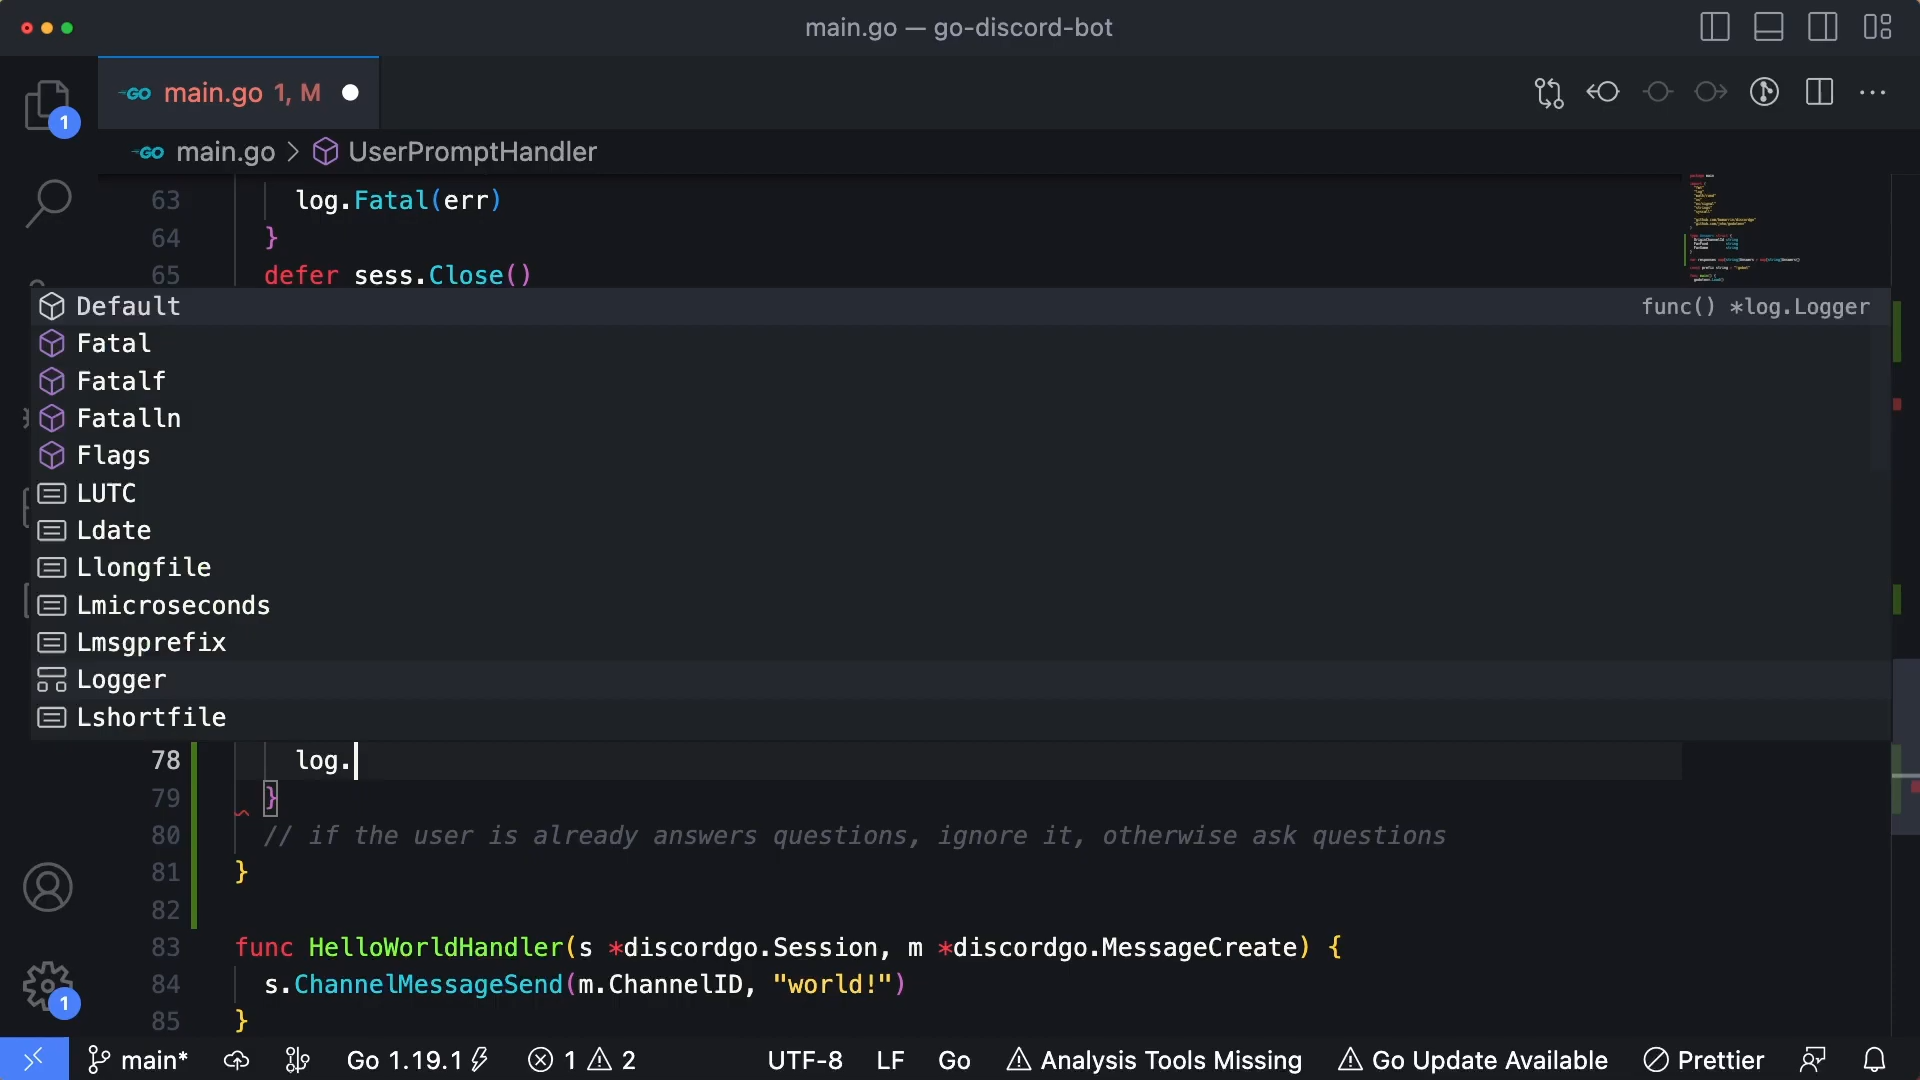 main.go — go-discord-bot
GO main.go 1, M
1
GO main.go > UserPromptHandler
63 log.Fatal(err)
64 }
65 defer sess.Close()
Default func() *log.Logger
Fatal
Fatalf
Fatalln
Flags
LUTC
Ldate
Llongfile
Lmicroseconds
Lmsgprefix
Logger
Lshortfile
78 log.
79 }
80 // if the user is already answers questions, ignore it, otherwise ask questions
81 }
82
83 func HelloWorldHandler(s *discordgo.Session, m *discordgo.MessageCreate) {
84 s.ChannelMessageSend(m.ChannelID, "world!")
85 }
1
main* Go 1.19.1 1 2 UTF-8 LF Go Analysis Tools Missing Go Update Available Prettier